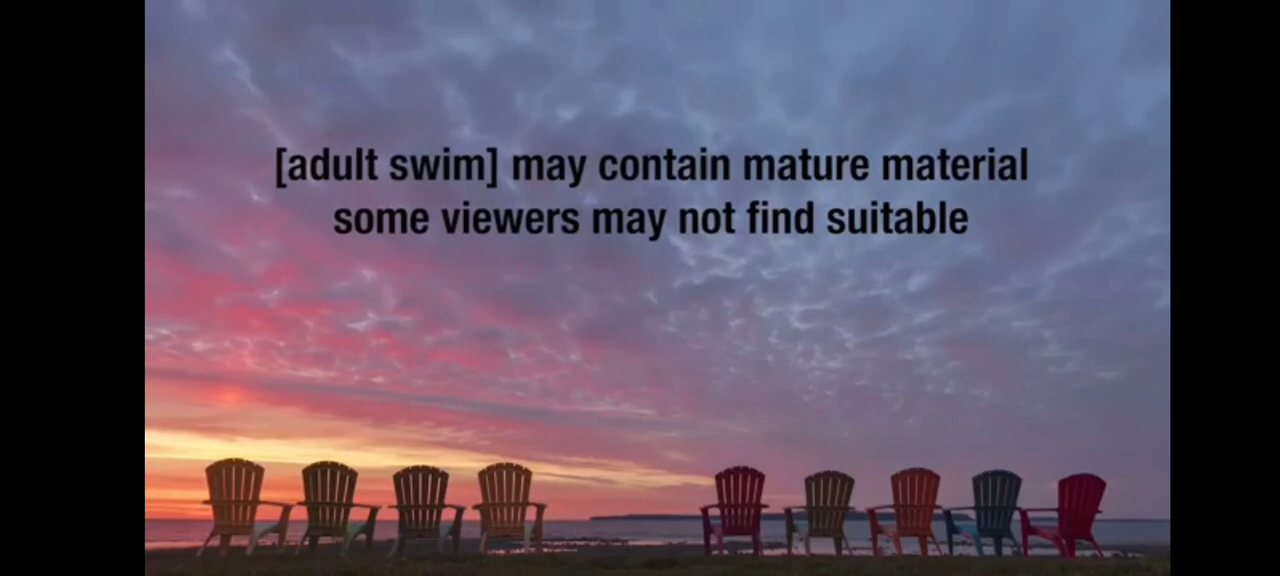 [adult swim] may contain mature material
some viewers may not find suitable